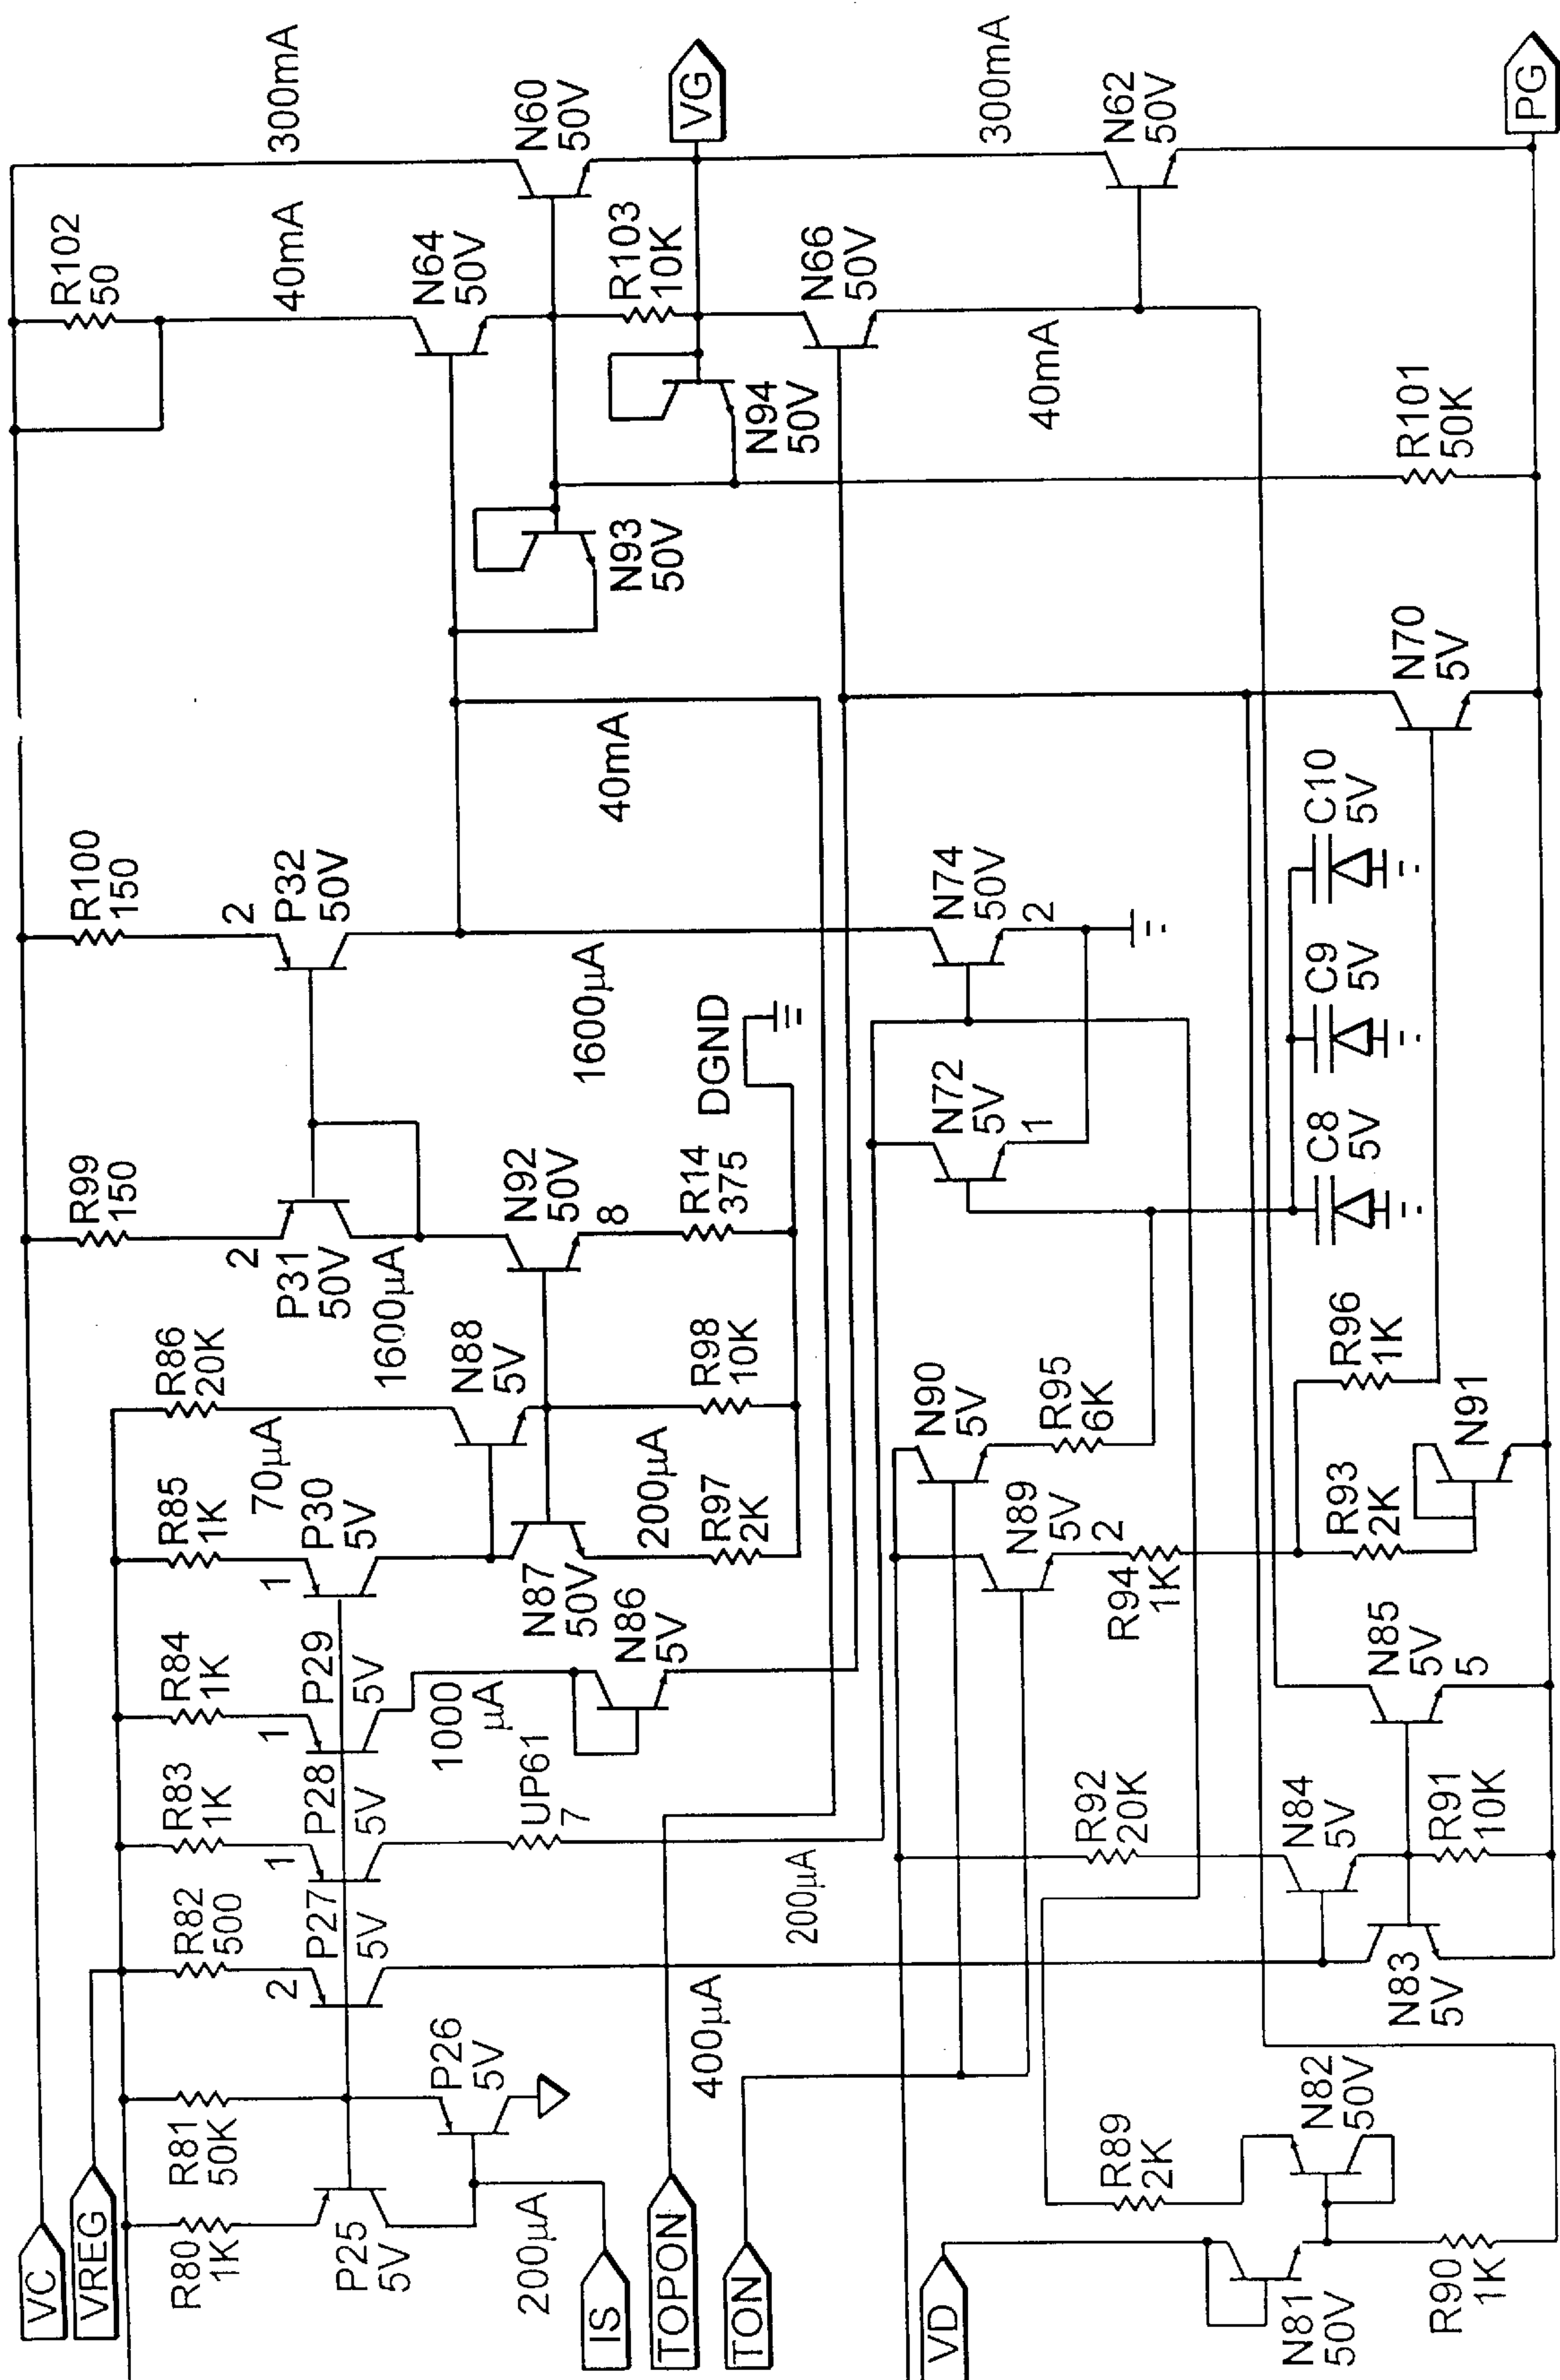 VC
VREG
IS
TOPON
TON
VD
VG
PG
R80
1K
P25
5V
200µA
R81
50K
P26
5V
R82
500
2
P27
5V
400µA
R83
1K
1
P28
5V
UP61
7
200µA
R84
1K
1
P29
5V
1000
µA
N86
5V
R85
1K
1
P30
5V
70µA
N87
50V
200µA
R97
2K
R86
20K
N88
5V
R98
10K
R99
150
2
P31
50V
1600µA
N92
50V
8
R14
375
DGND
R100
150
2
P32
50V
1600µA
40mA
R102
50
40mA
N64
50V
300mA
N60
50V
N93
50V
R103
10K
N94
50V
N66
50V
40mA
300mA
N62
50V
R101
50K
N70
5V
N74
50V
2
N72
5V
1
C8
5V
C9
5V
C10
5V
N90
5V
R95
6K
N89
5V
2
R94
1K
R96
1K
R93
2K
N91
R92
20K
N84
5V
R91
10K
N85
5V
5
N83
5V
R89
2K
N82
50V
N81
50V
R90
1K